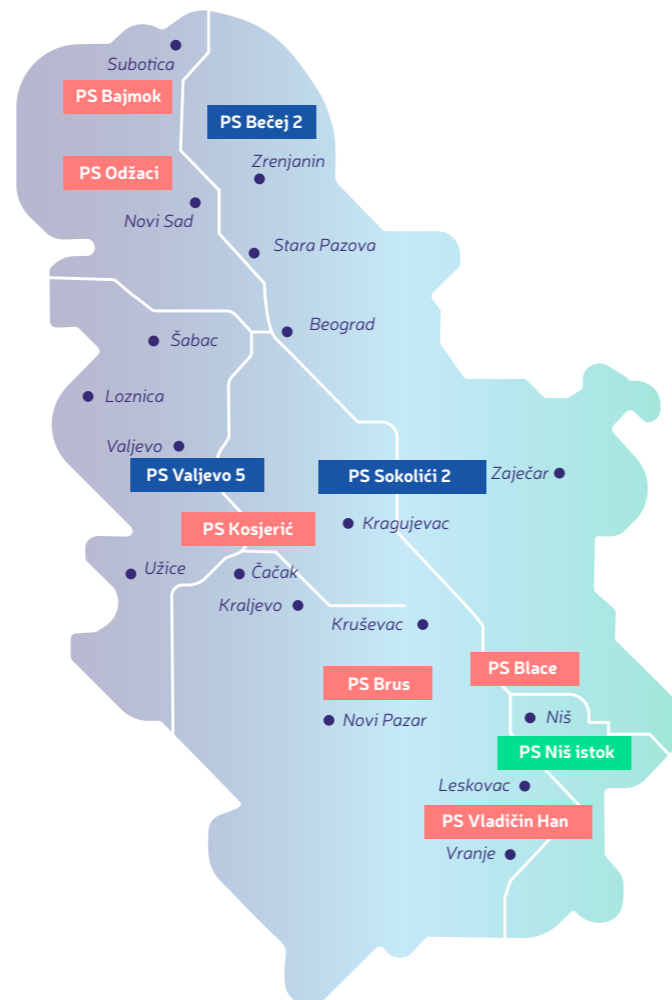 Subotica
PS Bajmok
PS Bečej 2
Zrenjanin
PS Odžaci
Novi Sad
Stara Pazova
Beograd
Šabac
Loznica
Valjevo
PS Valjevo 5
PS Sokolići 2
Zaječar
PS Kosjerić
Kragujevac
Užice
Čačak
Kraljevo
Kruševac
PS Blace
PS Brus
Novi Pazar
Niš
PS Niš istok
Leskovac
PS Vladičin Han
Vranje